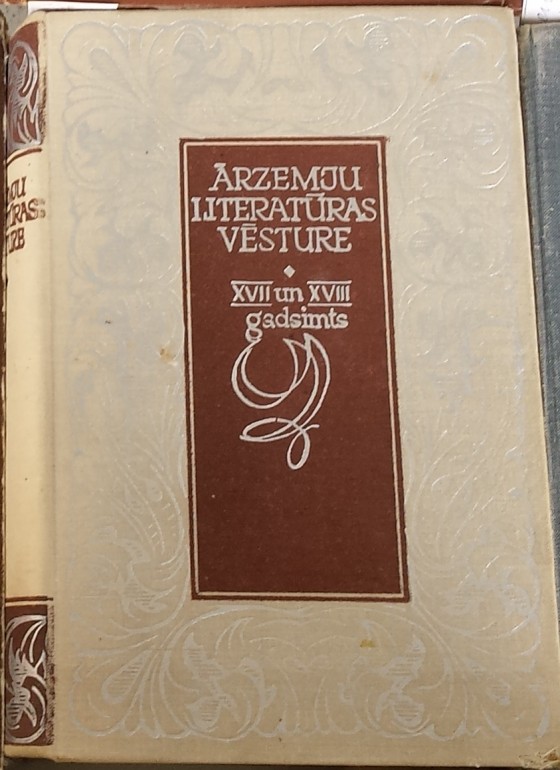 ĀRZEMJU
LITERATŪRAS
VĒSTURE
XVII un XVIII
gadsimts